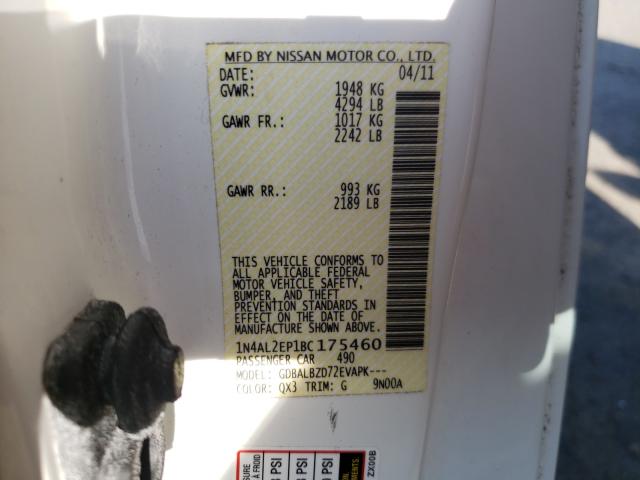 MFD BY NISSAN MOTOR CO., LTD.
DATE: 04/11
GVWR: 1948 KG
4294 LB
GAWR FR.: 1017 KG
2242 LB
GAWR RR.: 993 KG
2189 LB
THIS VEHICLE CONFORMS TO
ALL APPLICABLE FEDERAL
MOTOR VEHICLE SAFETY,
BUMPER, AND THEFT
PREVENTION STANDARDS IN
EFFECT ON THE DATE OF
MANUFACTURE SHOWN ABOVE.
1N4AL2EP1BC175460
PASSENGER CAR 490
MODEL: GDBALBZD72EVAPK---
COLOR: QX3 TRIM: G 9N00A
À FROID
PSI
PSI
PSI
ZX00B